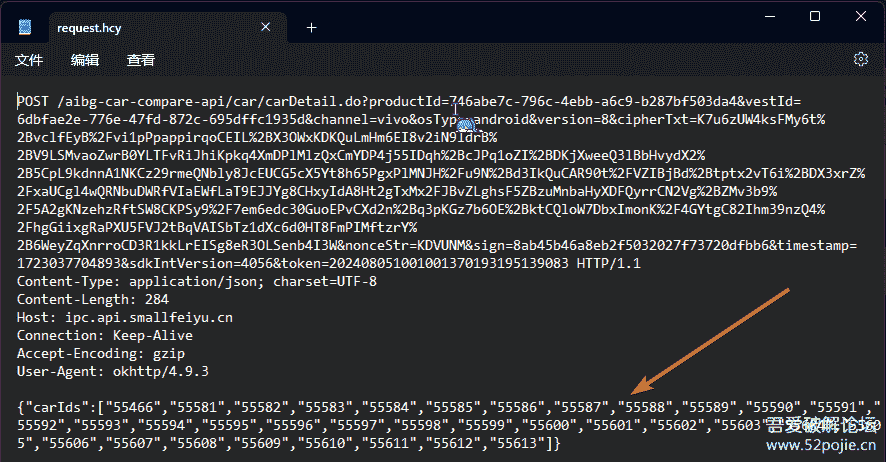 request.hcy
文件 编辑 查看
POST /aibg-car-compare-api/car/carDetail.do?productId=746abe7c-796c-4ebb-a6c9-b287bf503da4&vestId=
6dbfae2e-776e-47fd-872c-695dffc1935d&channel=vivo&osType=android&version=8&cipherTxt=K7u6zUW4ksFMy6t%
2BvclfEyB%2Fvi1pPpappirqoCEIL%2BX3OWxKDKQuLmHm6EI8v2iN9IdrB%
2BV9LSMvaoZwrB0YLTFvRiJhiKpkq4XmDPlMlzQxCmYDP4j55IDqh%2BcJPq1oZI%2BDKjXweeQ3lBbHvydX2%
2B5CpL9kdnnA1NKCz29rmeQNbly8JcEUCG5cX5Yt8h65PgxPlMNJH%2Fu9N%2Bd3IkQuCAR90t%2FVZIBjBd%2Btptx2vT6i%2BDX3xrZ%
2FxaUCgl4wQRNbuDWRfVIaEWfLaT9EJJYg8CHxyIdA8Ht2gTxMx2FJBvZLghsF5ZBzuMnbaHyXDFQyrrCN2Vg%2BZMv3b9%
2F5A2gKNzehzRftSW8CKPSy9%2F7em6edc30GuoEPvCXd2n%2Bq3pKGz7b6OE%2BktCQloW7DbxImonK%2F4GYtgC82Ihm39nzQ4%
2FhgGiixgRaPXU5FVJ2tBqVAISbTz1dXc6d0HT8FmPIMftzrY%
2B6WeyZqXnrroCD3R1kkLrEISg8eR3OLSenb4I3W&nonceStr=KDVUNM&sign=8ab45b46a8eb2f5032027f73720dfbb6&timestamp=
1723037704893&sdkIntVersion=4056&token=202408051001001370193195139083 HTTP/1.1
Content-Type: application/json; charset=UTF-8
Content-Length: 284
Host: ipc.api.smallfeiyu.cn
Connection: Keep-Alive
Accept-Encoding: gzip
User-Agent: okhttp/4.9.3
{"carIds":["55466","55581","55582","55583","55584","55585","55586","55587","55588","55589","55590","55591","
55592","55593","55594","55595","55596","55597","55598","55599","55600","55601","55602","55603"
5","55606","55607","55608","55609","55610","55611","55612","55613"]}
吾爱破解论坛
www.52pojie.cn